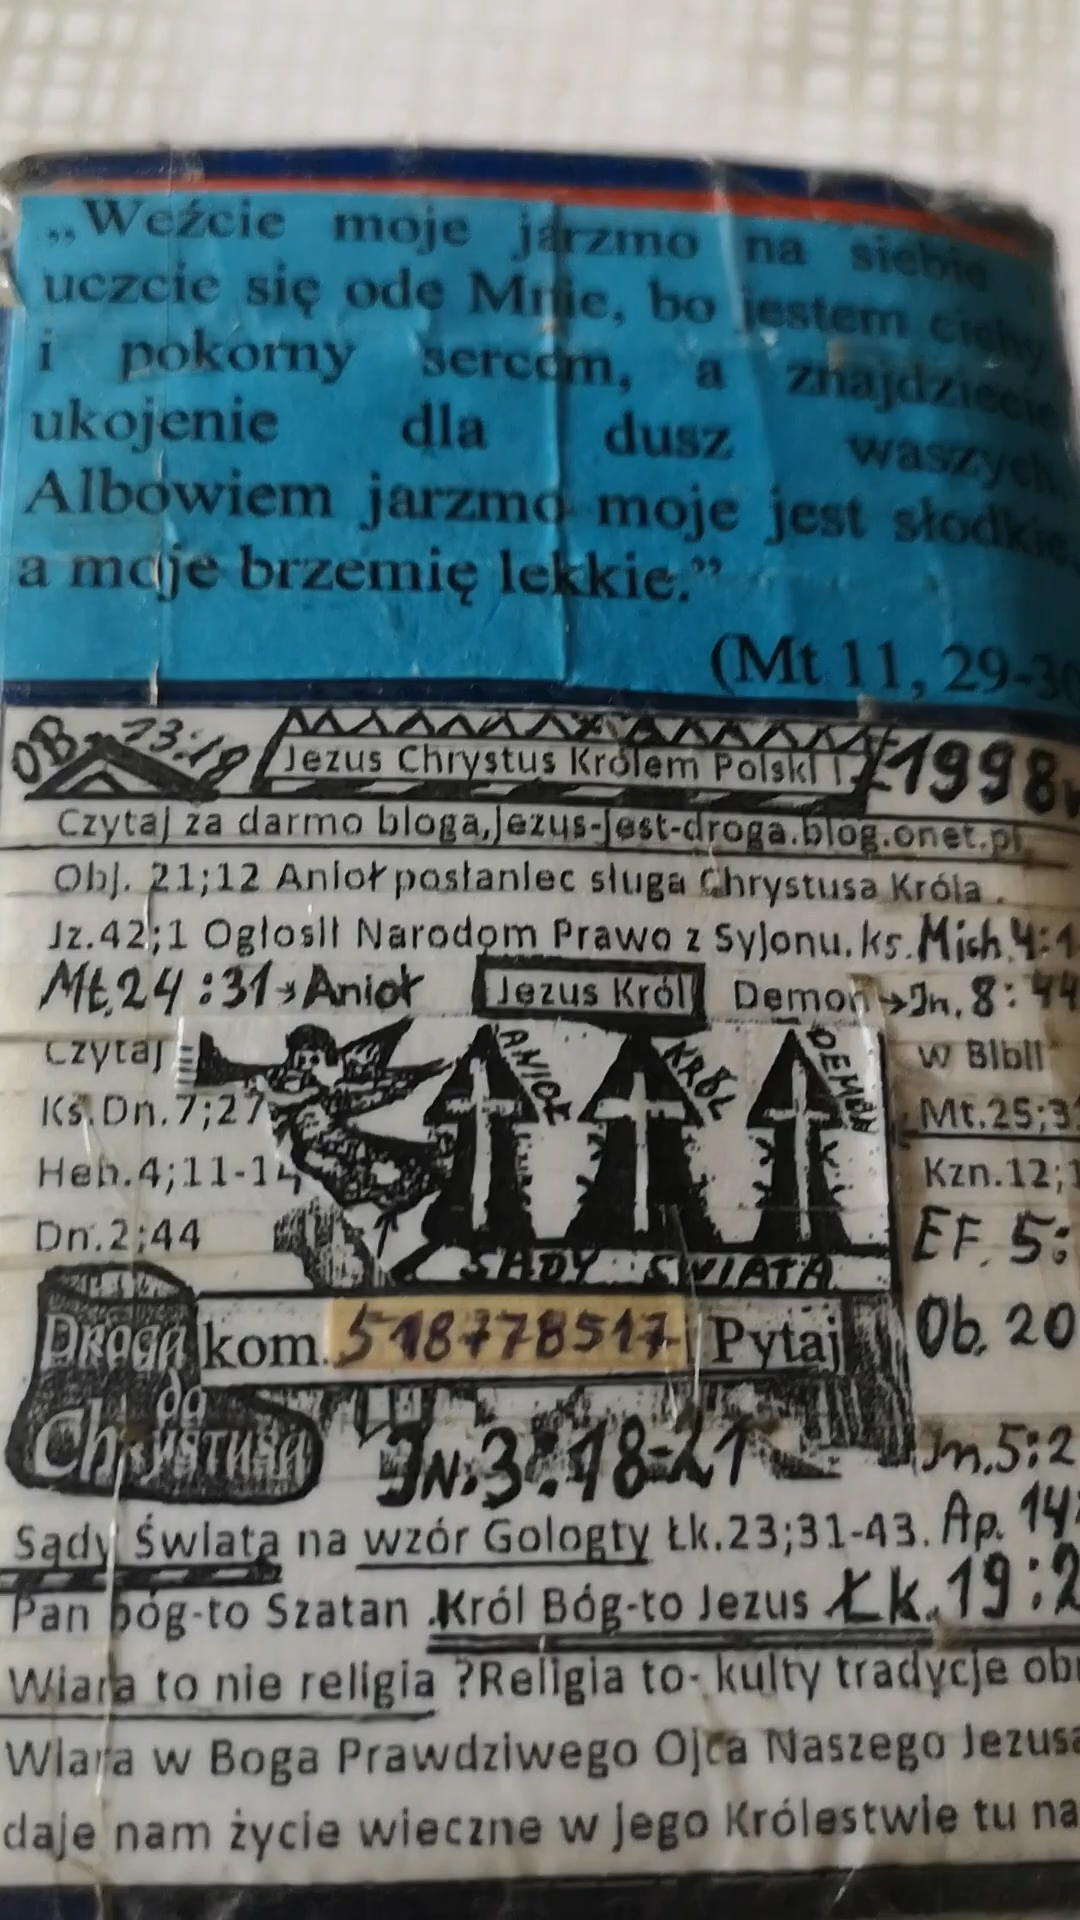 „Weźcie moje jarzmo na siebie
uczcie się ode Mnie, bo jestem cichy
i pokorny sercem, a znajdziecie
ukojenie dla dusz waszych.
Albowiem jarzmo moje jest słodkie,
a moje brzemię lekkie.”
(Mt 11, 29-30
OB 13:18
Jezus Chrystus Królem Polski
1998r
Czytaj za darmo bloga,jezus-jest-droga.blog.onet.pl
Obj. 21;12 Anioł posłaniec sługa Chrystusa Króla .
Jz.42;1 Ogłosił Narodom Prawo z Syjonu. ks. Mich. 4:1
Mt,24:31→Anioł Jezus Król Demon→Jn. 8:44
Czytaj ANIOŁ KRÓL DEMON w Biblii
Ks.Dn.7;27 Mt.25;3
Heb.4;11-14 Kzn.12;1
Dn.2;44 EF. 5:
SĄDY ŚWIATA
Droga kom. 518778517 Pytaj Ob. 20
do
Chrystusa JN.3:18-21 Jn.5:2
Sądy Świata na wzór Gologty Łk.23;31-43. Ap. 14:
Pan bóg-to Szatan .Król Bóg-to Jezus Łk.19:2
Wiara to nie religia ?Religia to- kulty tradycje
Wiara w Boga Prawdziwego Ojca Naszego Jezusa
daje nam życie wieczne w jego Królestwie tu na